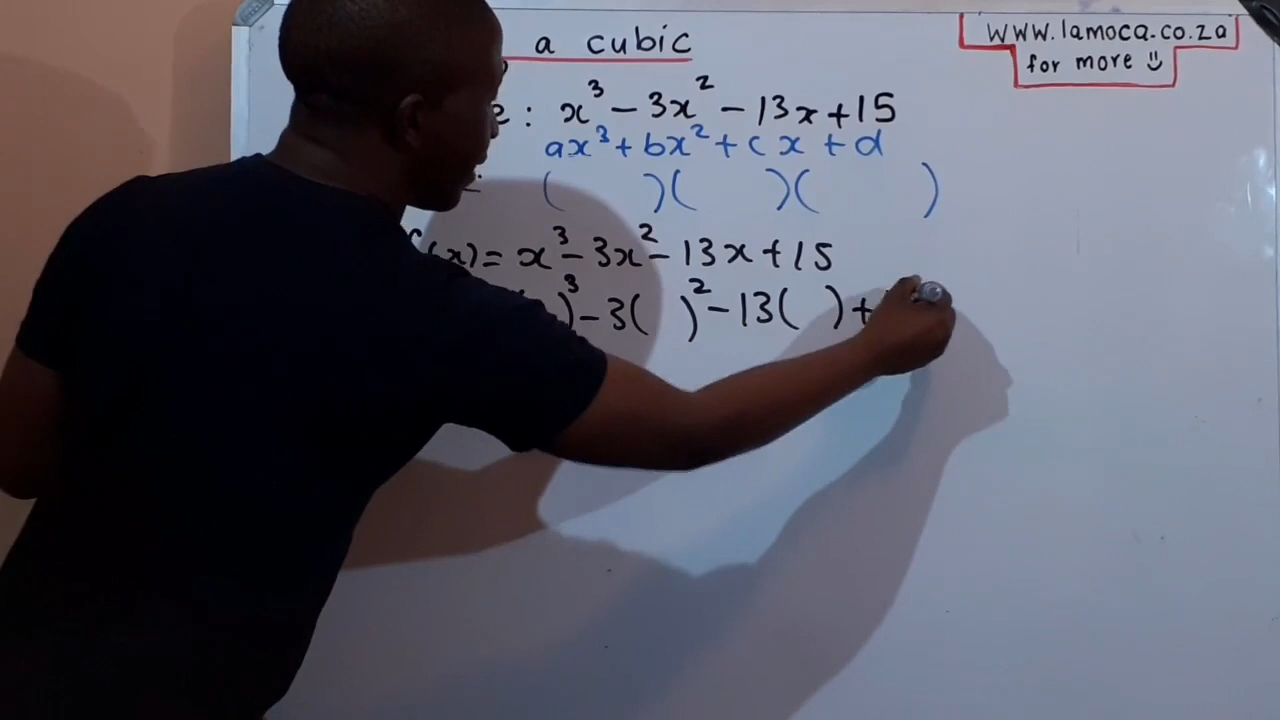 a cubic
www.lamoca.co.za
for more
: x³ - 3x² - 13x + 15
ax³ + bx² + cx + d
: ( )( )( )
(x) = x³ - 3x² - 13x + 15
( )³ - 3( )² - 13( ) +